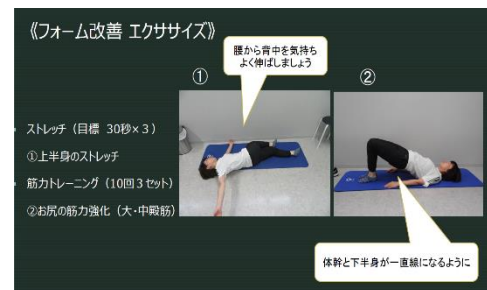 《フォーム改善 エクササイズ》
腰から背中を気持ち
よく伸ばしましょう
①
②
ストレッチ（目標 30秒×３）
①上半身のストレッチ
筋力トレーニング（10回３セット）
②お尻の筋力強化（大・中殿筋）
体幹と下半身が一直線になるように